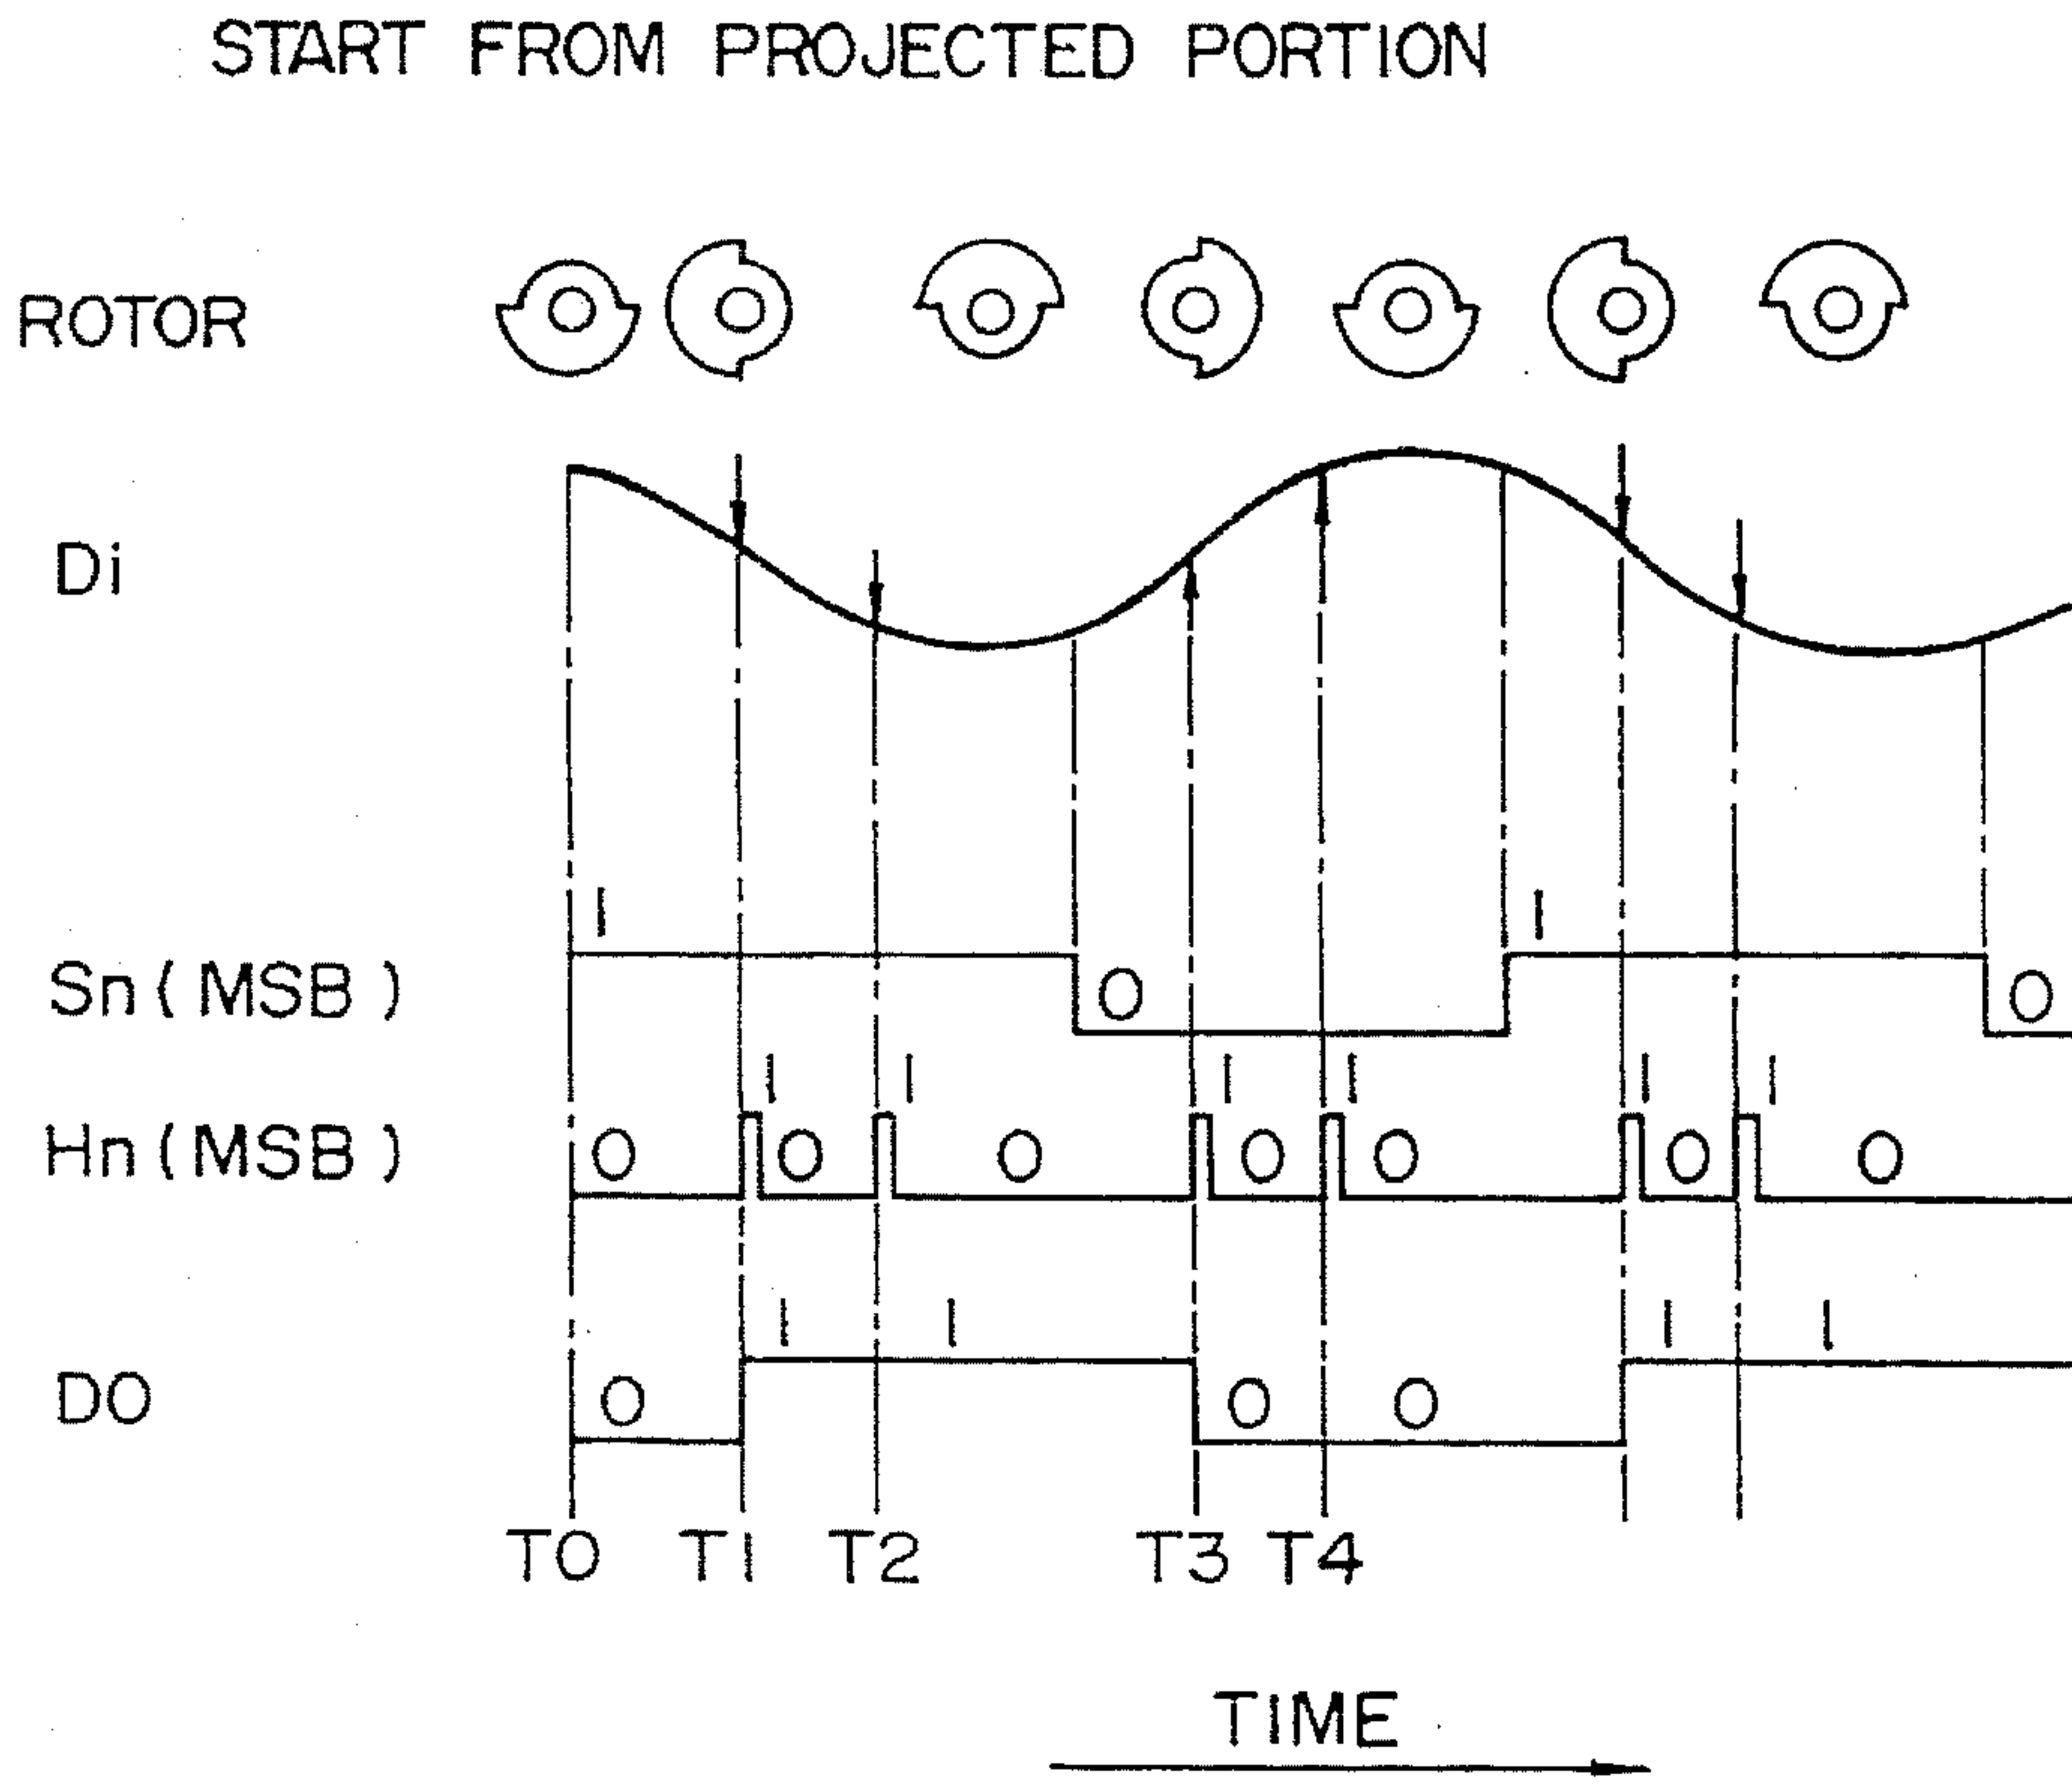 START FROM PROJECTED PORTION
ROTOR
Di
1 1
Sn(MSB) 0 0
1 1 1 1 1 1
Hn(MSB) 0 0 0 0 0 0 0
1 1 1 1
DO 0 0 0
T0 T1 T2 T3 T4
TIME